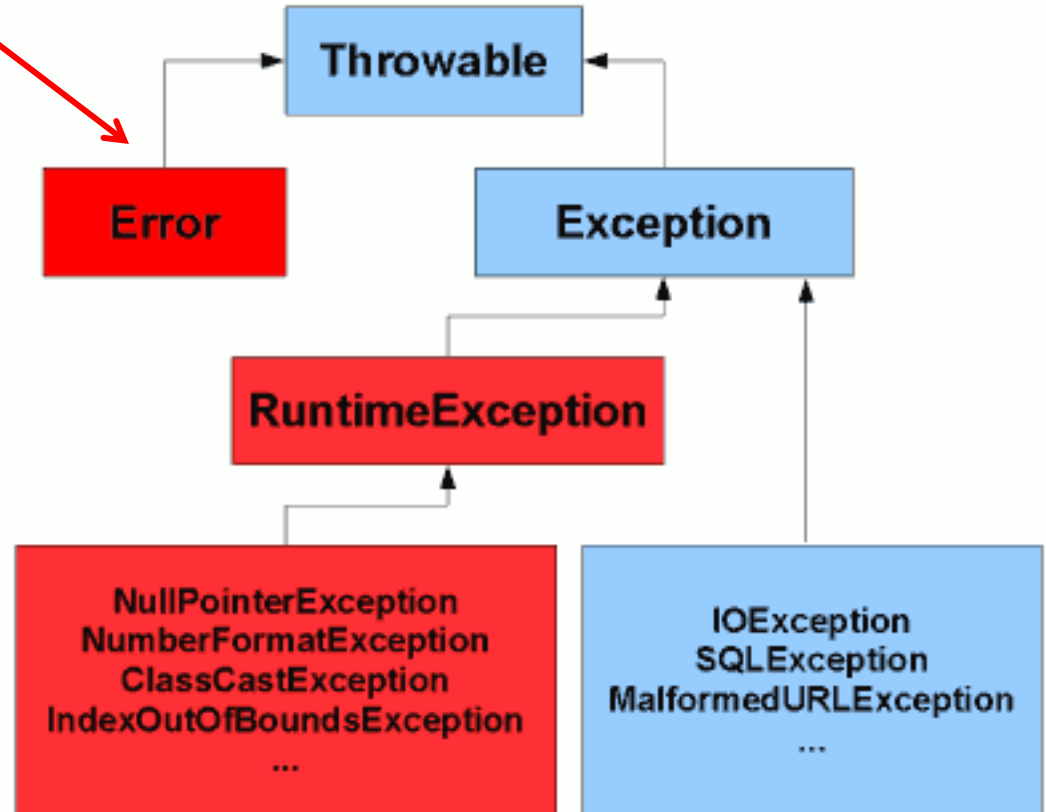 Throwable
Error
Exception
RuntimeException
NullPointerException
NumberFormatException
ClassCastException
IndexOutOfBoundsException
...
IOException
SQLException
MalformedURLException
...